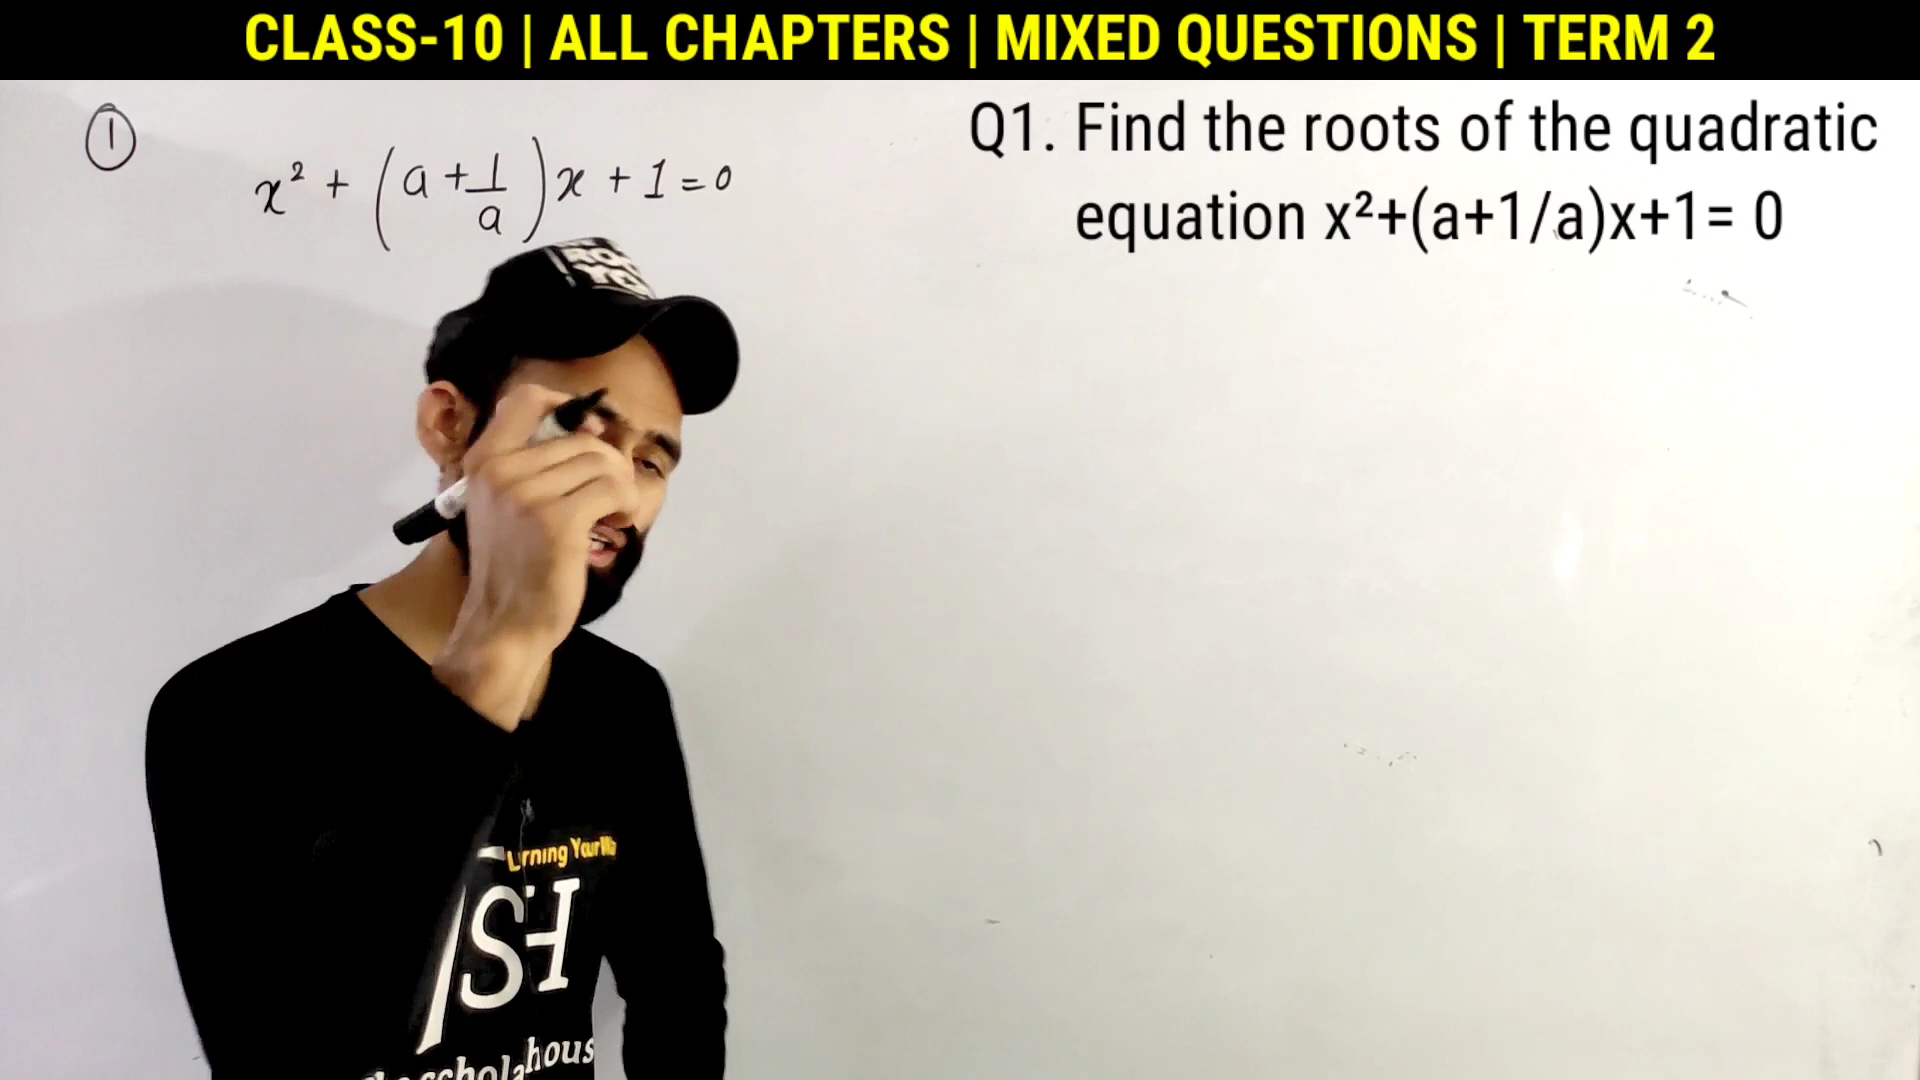 CLASS-10 | ALL CHAPTERS | MIXED QUESTIONS | TERM 2
1
x² + (a + 1/a) x + 1 = 0
Q1. Find the roots of the quadratic
equation x²+(a+1/a)x+1= 0
SH